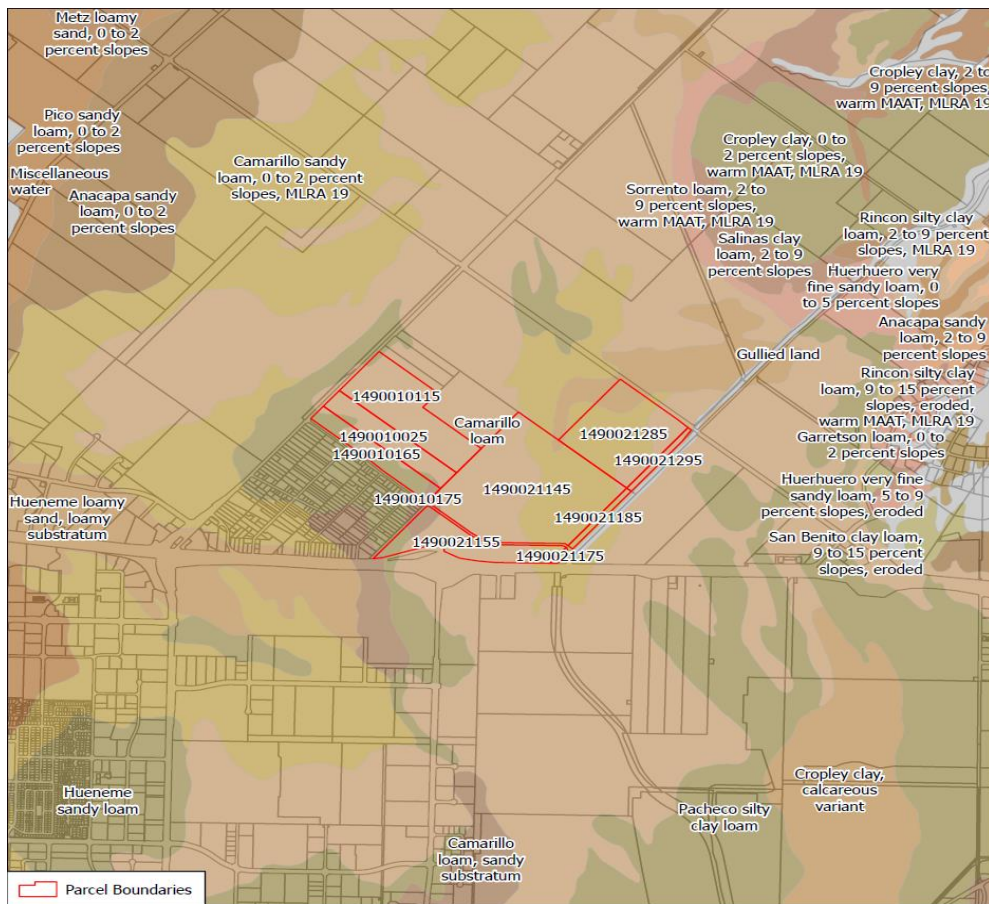 Metz loamy
sand, 0 to 2
percent slopes
Pico sandy
loam, 0 to 2
percent slopes
Miscellaneous
water
Anacapa sandy
loam, 0 to 2
percent slopes
Camarillo sandy
loam, 0 to 2 percent
slopes, MLRA 19
Cropley clay, 2 to
9 percent slopes,
warm MAAT, MLRA 19
Cropley clay, 0 to
2 percent slopes,
warm MAAT, MLRA 19
Sorrento loam, 2 to
9 percent slopes,
warm MAAT, MLRA 19
Salinas clay
loam, 2 to 9
percent slopes
Rincon silty clay
loam, 2 to 9 percent
slopes, MLRA 19
Huerhuero very
fine sandy loam, 0
to 5 percent slopes
Anacapa sandy
loam, 2 to 9
percent slopes
Gullied land
Rincon silty clay
loam, 9 to 15 percent
slopes, eroded,
warm MAAT, MLRA 19
Garretson loam, 0 to
2 percent slopes
Huerhuero very fine
sandy loam, 5 to 9
percent slopes, eroded
San Benito clay loam,
9 to 15 percent
slopes, eroded
1490010115
Camarillo
loam
1490010025
1490010165
1490021285
1490021295
1490010175
1490021145
1490021185
1490021155
1490021175
Hueneme loamy
sand, loamy
substratum
Hueneme
sandy loam
Camarillo
loam, sandy
substratum
Pacheco silty
clay loam
Cropley clay,
calcareous
variant
Parcel Boundaries